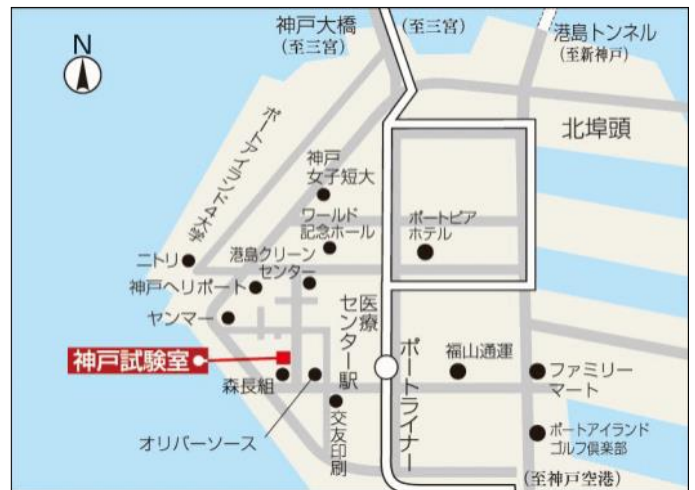 神戸大橋
(至三宮)
(至三宮)
港島トンネル
(至新神戸)
N
北埠頭
ポートアイランド4大学
神戸
女子短大
ワールド
記念ホール
ポートピア
ホテル
港島クリーン
センター
ニトリ
神戸ヘリポート
ヤンマー
医療
センター駅
ポートライナー
福山通運
ファミリー
マート
神戸試験室
森長組
オリバーソース
交友印刷
ポートアイランド
ゴルフ倶楽部
(至神戸空港)